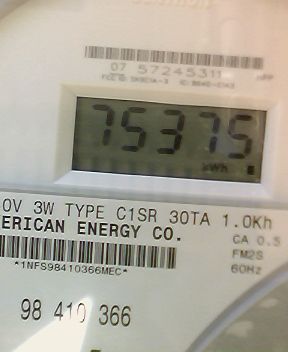 07 57245311
75375
kWh
0V 3W TYPE C1SR 30TA 1.0Kh
ERICAN ENERGY CO.
CA 0.5
FM2S
*1NFS98410366MEC*
60Hz
98 410 366